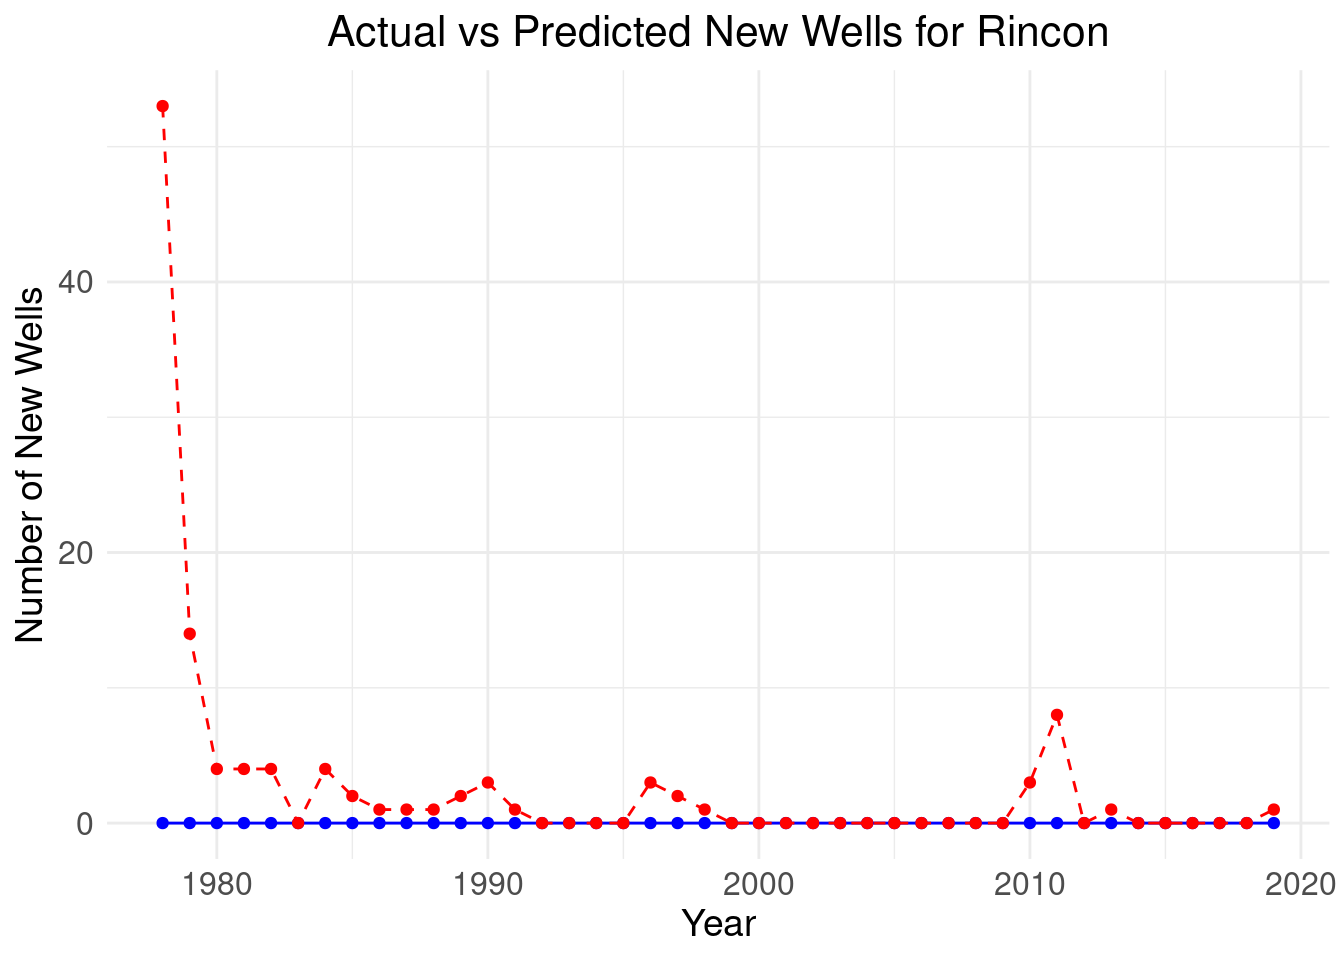 Actual vs Predicted New Wells for Rincon
Number of New Wells
40
20
0
1980 1990 2000 2010 2020
Year